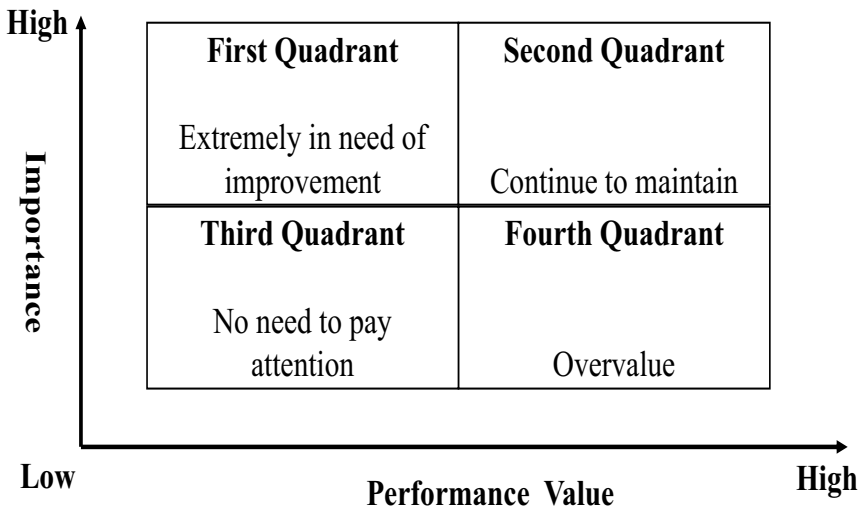 High
First Quadrant
Extremely in need of
improvement
Second Quadrant
Continue to maintain
Importance
Third Quadrant
No need to pay
attention
Fourth Quadrant
Overvalue
Low
Performance Value
High